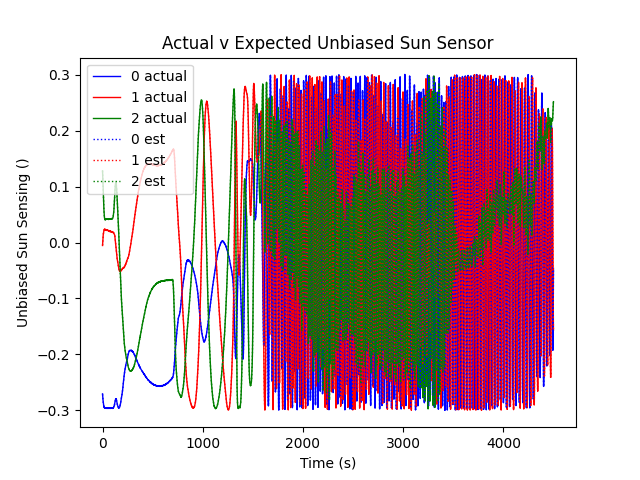 Actual v Expected Unbiased Sun Sensor
0 actual
1 actual
2 actual
0 est
1 est
2 est
0.3
0.2
0.1
0.0
−0.1
−0.2
−0.3
Unbiased Sun Sensing ()
0 1000 2000 3000 4000
Time (s)